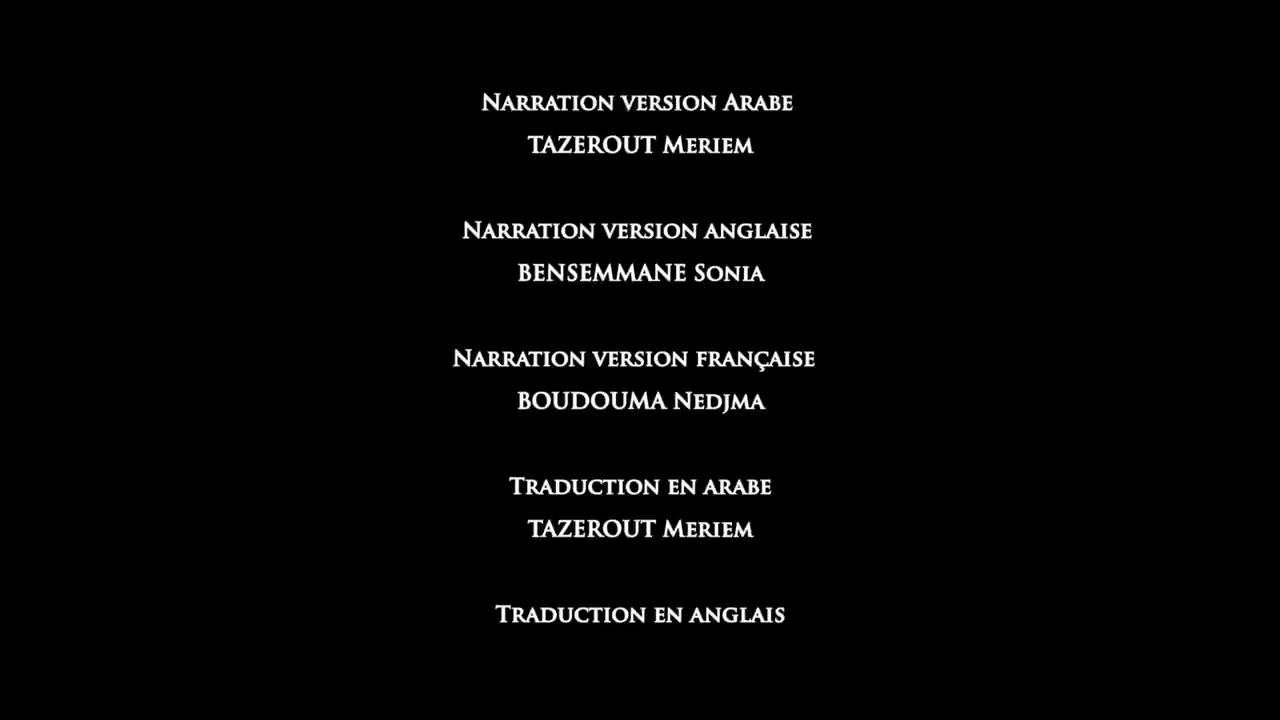 Narration version Arabe
TAZEROUT Meriem
Narration version anglaise
BENSEMMANE Sonia
Narration version française
BOUDOUMA Nedjma
Traduction en arabe
TAZEROUT Meriem
Traduction en anglais